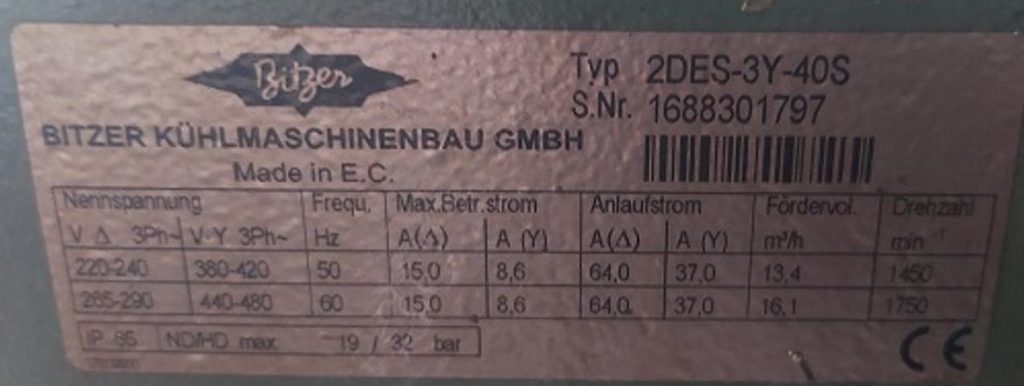 Bitzer
Typ 2DES-3Y-40S
S.Nr. 1688301797
BITZER KÜHLMASCHINENBAU GMBH
Made in E.C.
Nennspannung Frequ. Max.Betr.strom Anlaufstrom Fördervol. Drehzahl
V Δ 3Ph~ V-Y 3Ph~ Hz A(Δ) A (Y) A(Δ) A (Y) m³/h min⁻¹
220-240 380-420 50 15,0 8,6 64,0 37,0 13,4 1450
265-290 440-480 60 15,0 8,6 64,0 37,0 16,1 1750
IP 65 ND/HD max. 19 / 32 bar
CE